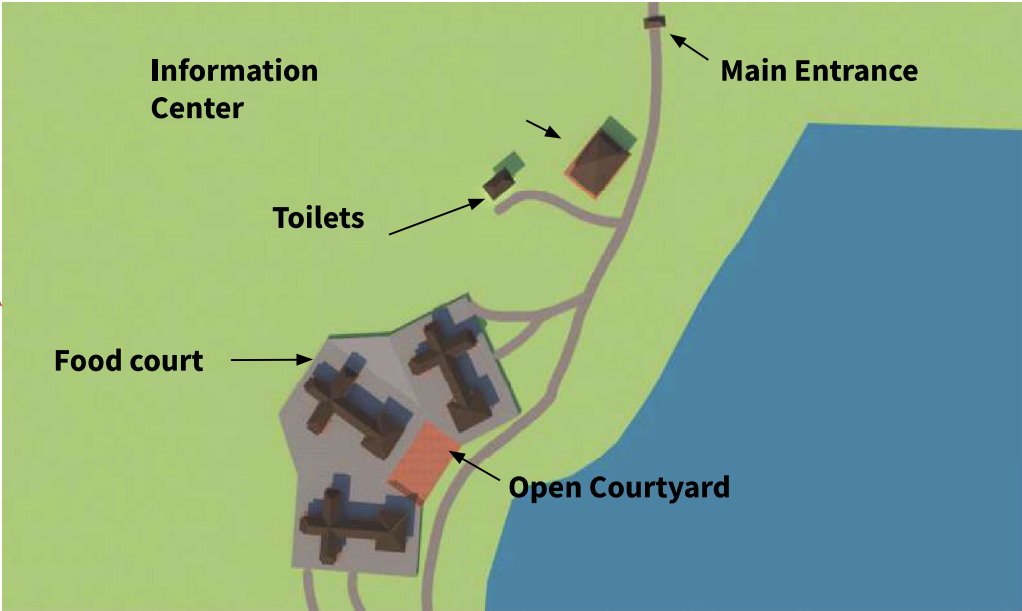 Information
Center
Main Entrance
Toilets
Food court
Open Courtyard